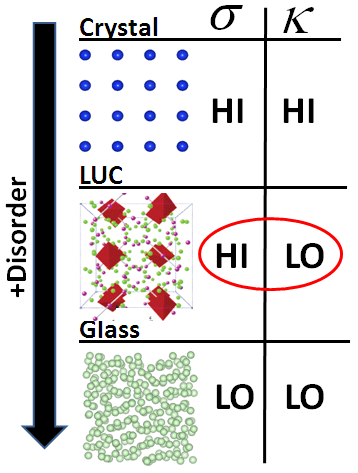 σ κ
Crystal
HI HI
+Disorder
LUC
HI LO
Glass
LO LO